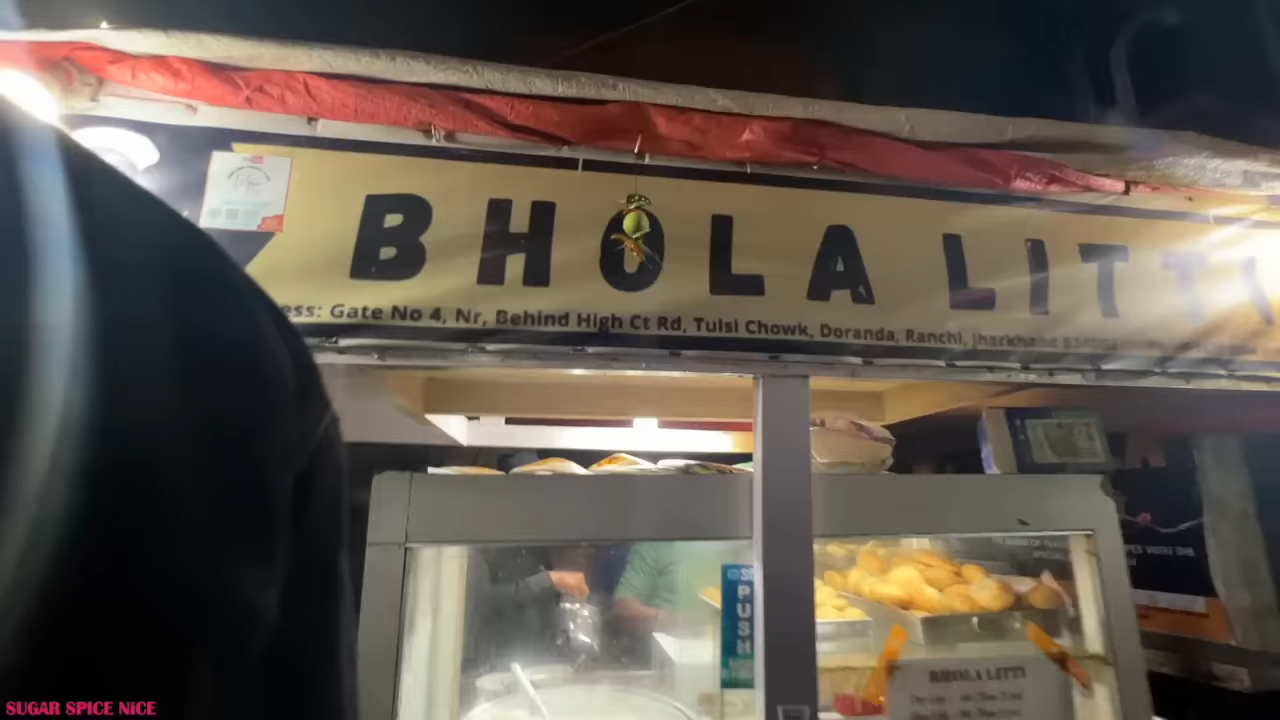 BHOLA LITTI
ess: Gate No 4, Nr, Behind High Ct Rd, Tulsi Chowk, Doranda, Ranchi, Jharkhand
PUSH
BHOLA LITTI
SUGAR SPICE NICE